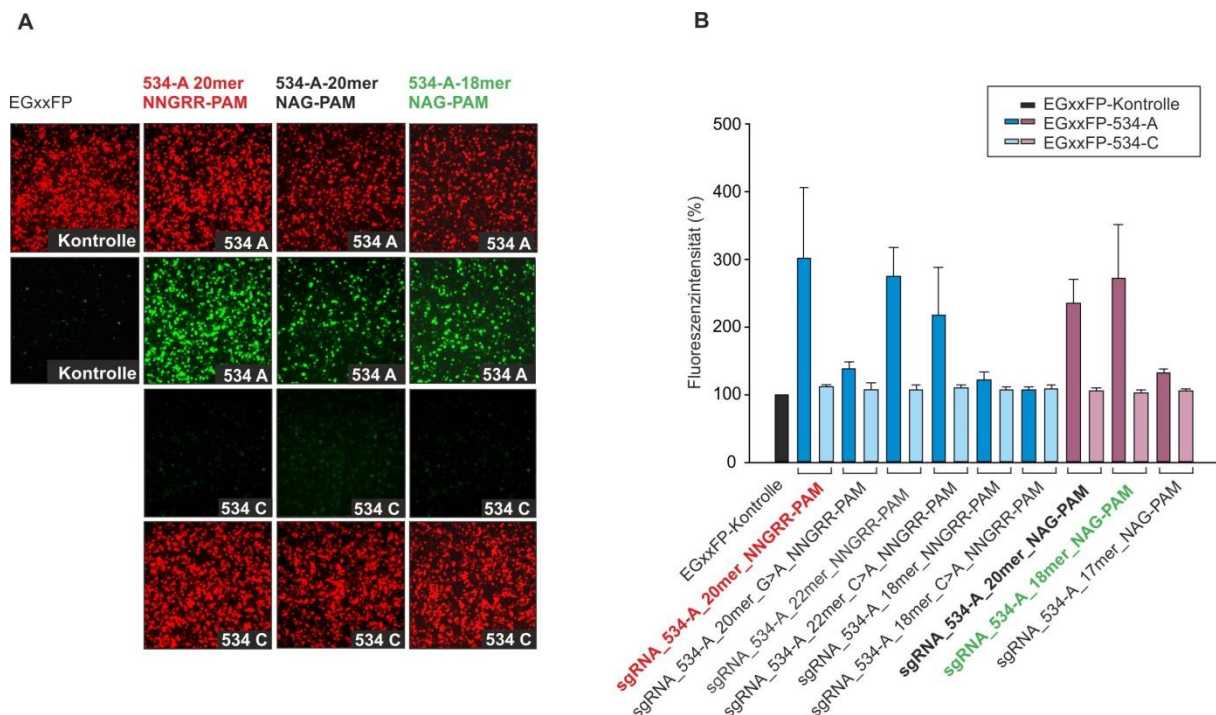 A
EGxxFP
534-A 20mer
NNGRR-PAM
534-A-20mer
NAG-PAM
534-A-18mer
NAG-PAM
Kontrolle
534 A
534 A
534 A
Kontrolle
534 A
534 A
534 A
534 C
534 C
534 C
534 C
534 C
534 C
B
EGxxFP-Kontrolle
EGxxFP-534-A
EGxxFP-534-C
Fluoreszenzintsität (%)
500
400
300
200
100
0
EGxxFP-Kontrolle
sgRNA_534-A_20mer_NNGRR-PAM
sgRNA_534-A_20mer_G>A_NNGRR-PAM
sgRNA_534-A_22mer_NNGRR-PAM
sgRNA_534-A_22mer_C>A_NNGRR-PAM
sgRNA_534-A_18mer_NNGRR-PAM
sgRNA_534-A_18mer_C>A_NNGRR-PAM
sgRNA_534-A_20mer_NAG-PAM
sgRNA_534-A_18mer_NAG-PAM
sgRNA_534-A_17mer_NAG-PAM